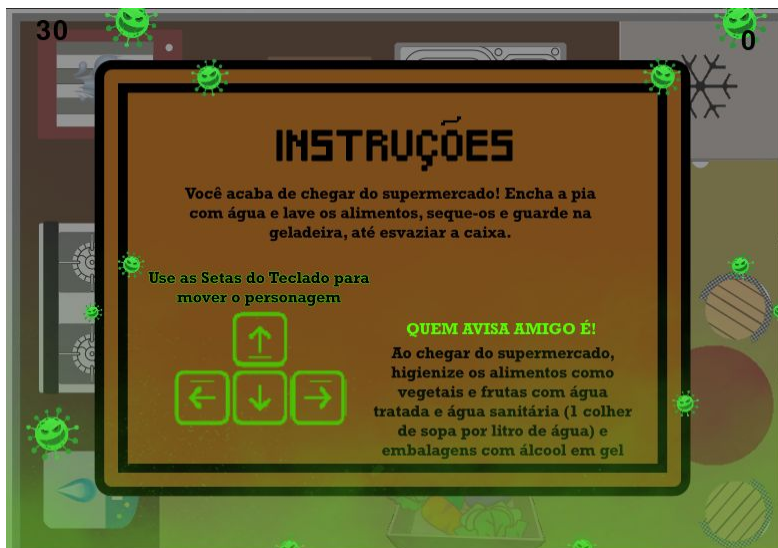 30
0
INSTRUÇÕES
Você acaba de chegar do supermercado! Encha a pia
com água e lave os alimentos, seque-os e guarde na
geladeira, até esvaziar a caixa.
Use as Setas do Teclado para
mover o personagem
QUEM AVISA AMIGO É!
Ao chegar do supermercado,
higienize os alimentos como
vegetais e frutas com água
tratada e água sanitária (1 colher
de sopa por litro de água) e
embalagens com álcool em gel